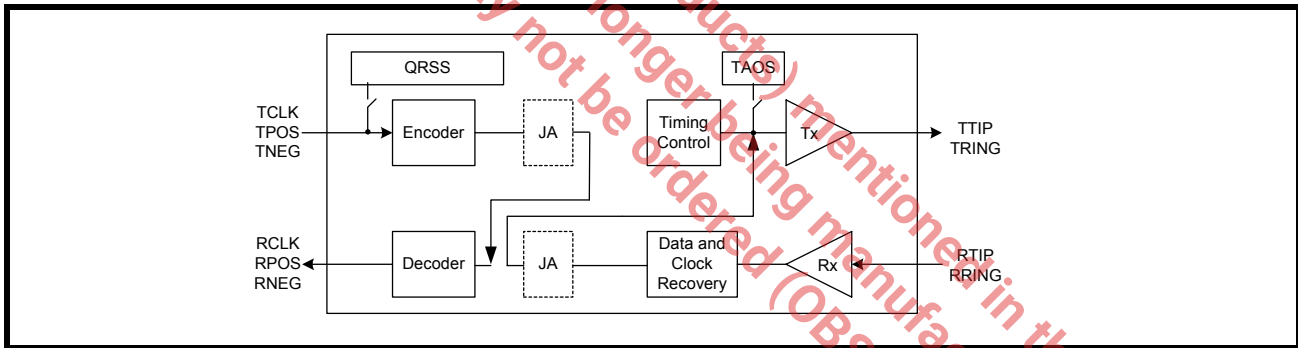 QRSS
TAOS
TCLK
TPOS
TNEG
Encoder
JA
Timing
Control
Tx
TTIP
TRING
RCLK
RPOS
RNEG
Decoder
JA
Data and
Clock
Recovery
Rx
RTIP
RRING
ducts) mentioned in th
longer being manufa
y not be ordered (OBs